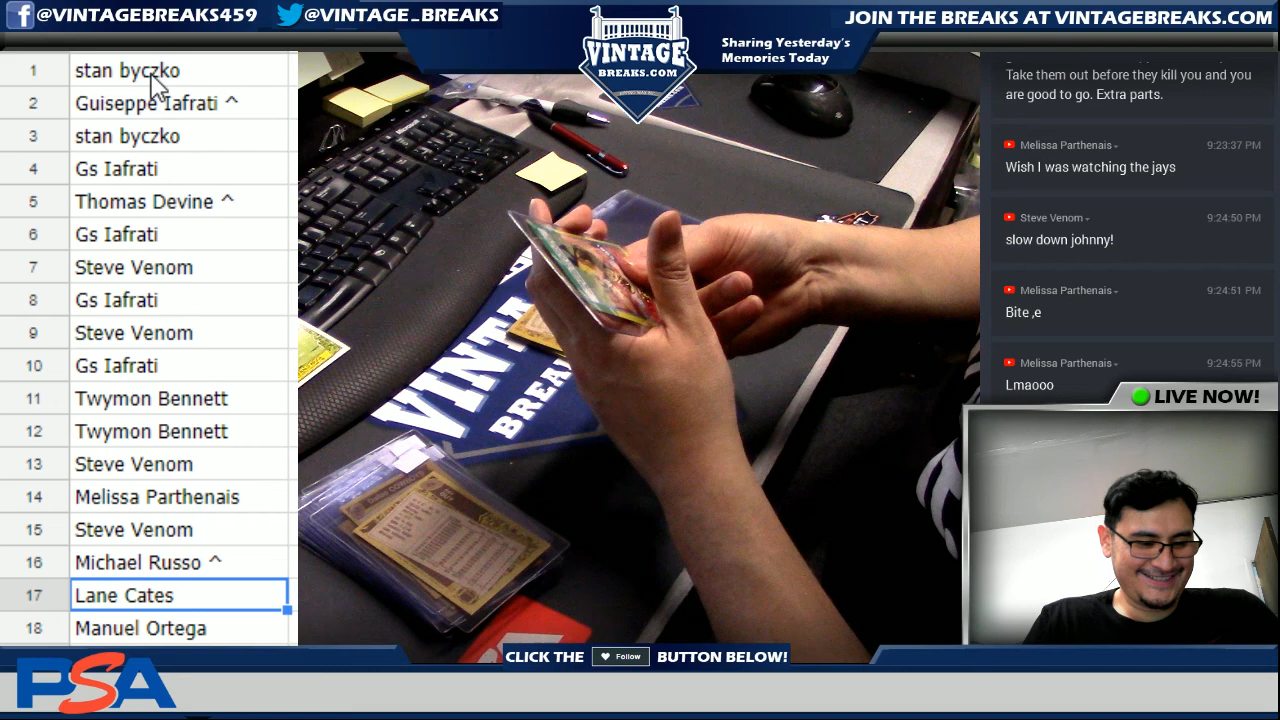 @VINTAGEBREAKS459
@VINTAGE_BREAKS
VINTAGE
BREAKS.COM
Sharing Yesterday's
Memories Today
JOIN THE BREAKS AT VINTAGEBREAKS.COM
1 stan byczko
2 Guiseppe Iafrati ^
3 stan byczko
4 Gs Iafrati
5 Thomas Devine ^
6 Gs Iafrati
7 Steve Venom
8 Gs Iafrati
9 Steve Venom
10 Gs Iafrati
11 Twymon Bennett
12 Twymon Bennett
13 Steve Venom
14 Melissa Parthenais
15 Steve Venom
16 Michael Russo ^
17 Lane Cates
18 Manuel Ortega
VINTA
BREA
Take them out before they kill you and you
are good to go. Extra parts.
Melissa Parthenais 9:23:37 PM
Wish I was watching the jays
Steve Venom 9:24:50 PM
slow down johnny!
Melissa Parthenais 9:24:51 PM
Bite ,e
Melissa Parthenais 9:24:55 PM
Lmaooo
LIVE NOW!
CLICK THE Follow BUTTON BELOW!
PSA